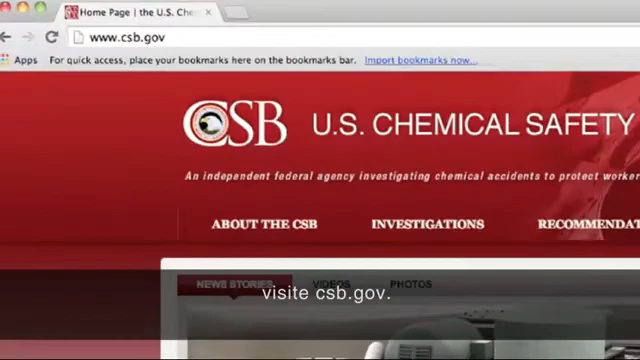 Home Page | the U.S. Che
www.csb.gov
Apps For quick access, place your bookmarks here on the bookmarks bar. Import bookmarks now...
CSB U.S. CHEMICAL SAFETY
An independent federal agency investigating chemical accidents to protect worker
ABOUT THE CSB INVESTIGATIONS RECOMMENDAT
NEWS STORIES VIDEOS PHOTOS
visite csb.gov.